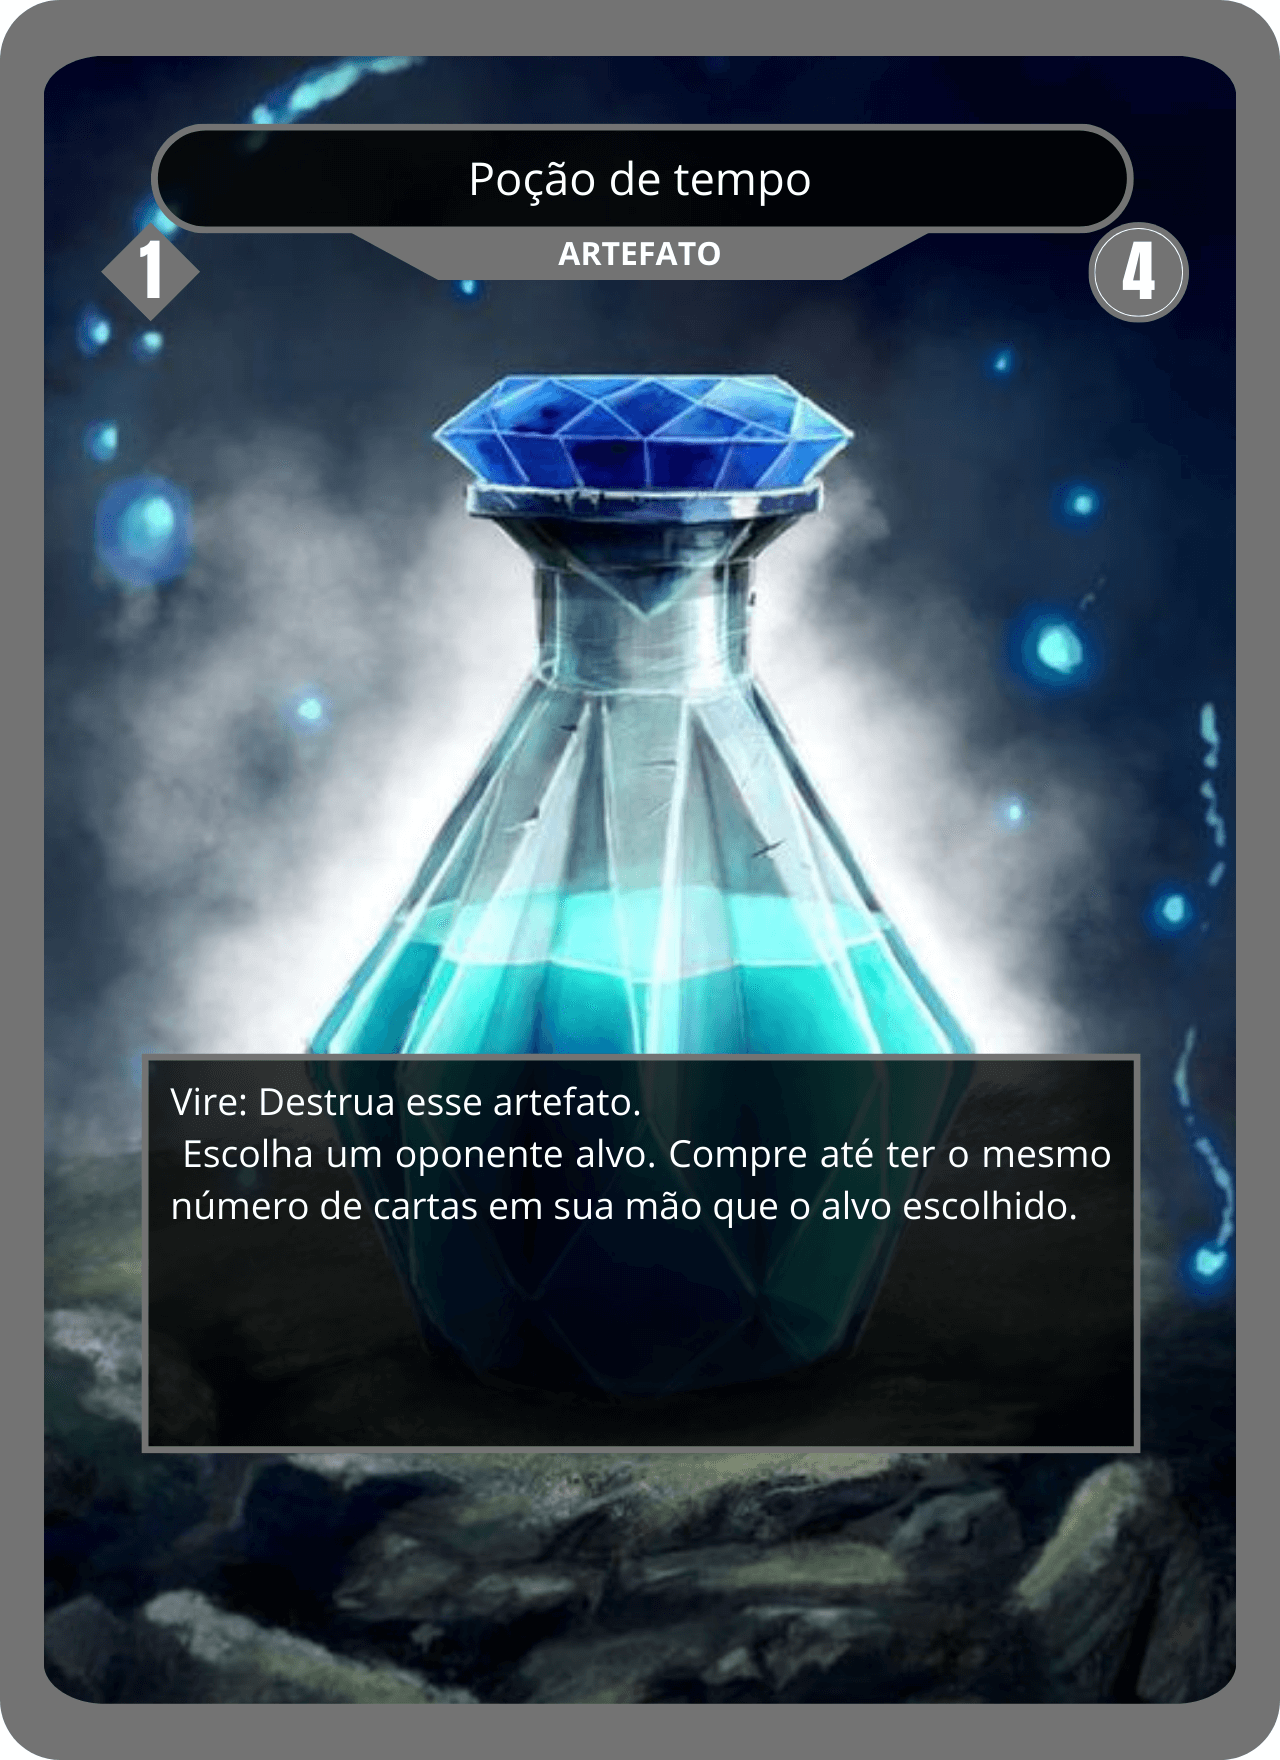 Poção de tempo
ARTEFATO
1
4
Vire: Destrua esse artefato.
Escolha um oponente alvo. Compre até ter o mesmo
número de cartas em sua mão que o alvo escolhido.